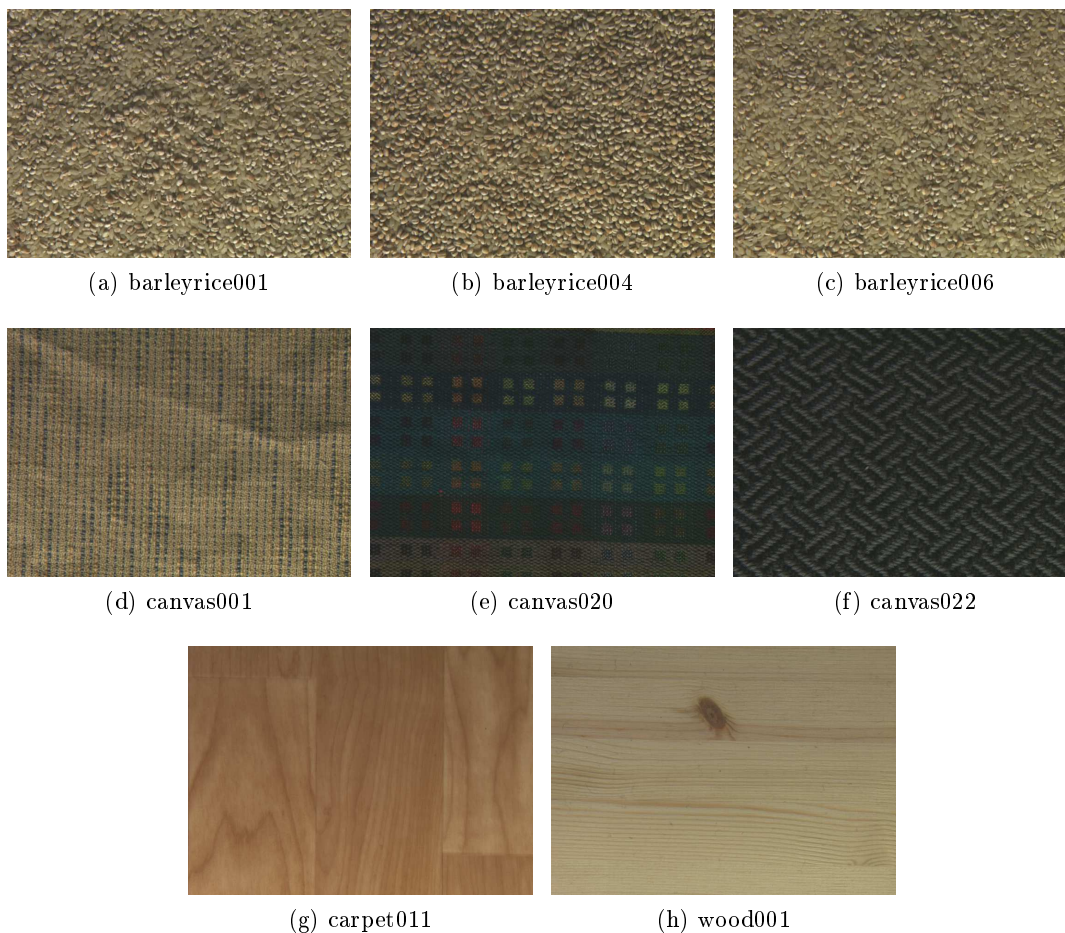 (a) barleyrice001
(b) barleyrice004
(c) barleyrice006
(d) canvas001
(e) canvas020
(f) canvas022
(g) carpet011
(h) wood001